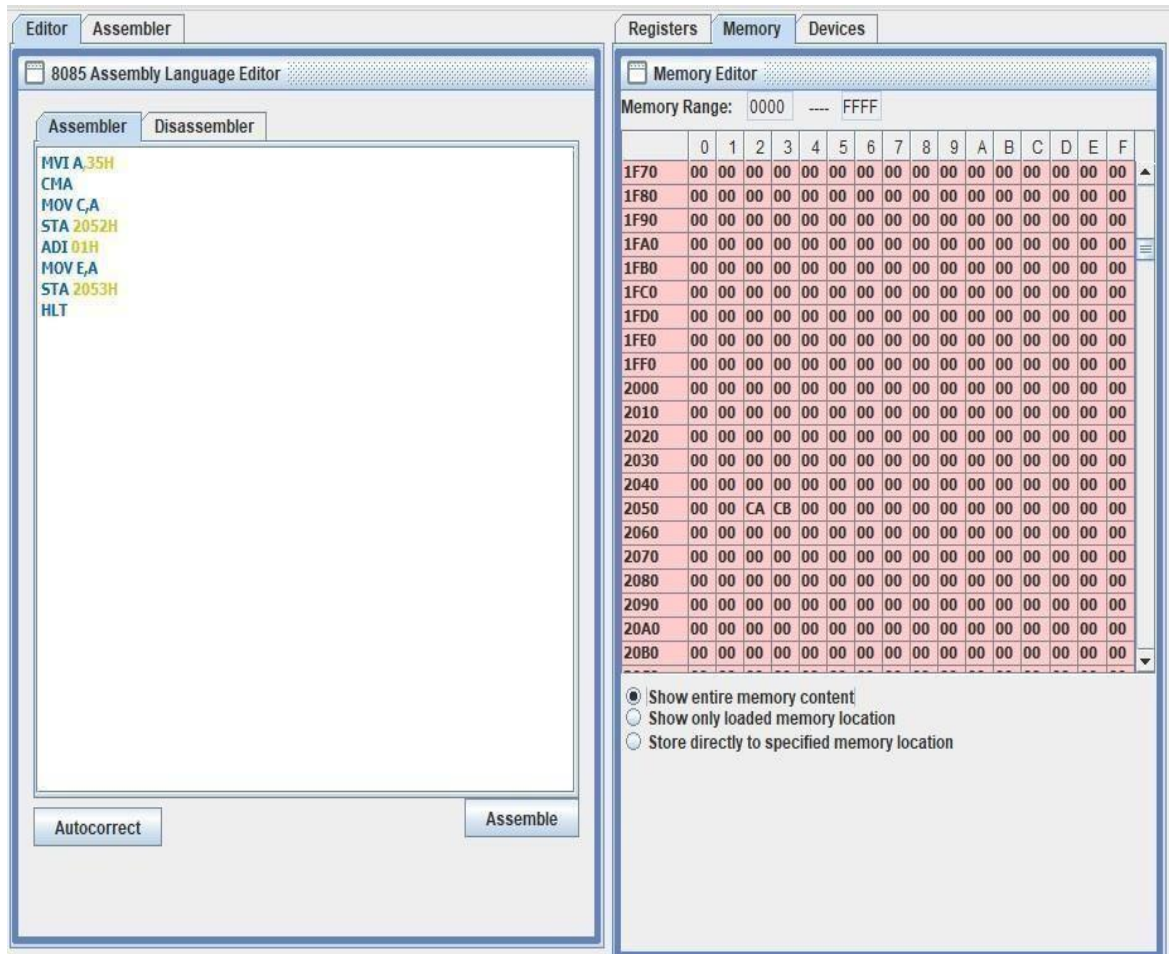 Editor Assembler
8085 Assembly Language Editor
Assembler Disassembler
MVI A,35H
CMA
MOV C,A
STA 2052H
ADI 01H
MOV E,A
STA 2053H
HLT
Autocorrect
Assemble
Registers Memory Devices
Memory Editor
Memory Range: 0000 ---- FFFF
0 1 2 3 4 5 6 7 8 9 A B C D E F
1F70 00 00 00 00 00 00 00 00 00 00 00 00 00 00 00 00
1F80 00 00 00 00 00 00 00 00 00 00 00 00 00 00 00 00
1F90 00 00 00 00 00 00 00 00 00 00 00 00 00 00 00 00
1FA0 00 00 00 00 00 00 00 00 00 00 00 00 00 00 00 00
1FB0 00 00 00 00 00 00 00 00 00 00 00 00 00 00 00 00
1FC0 00 00 00 00 00 00 00 00 00 00 00 00 00 00 00 00
1FD0 00 00 00 00 00 00 00 00 00 00 00 00 00 00 00 00
1FE0 00 00 00 00 00 00 00 00 00 00 00 00 00 00 00 00
1FF0 00 00 00 00 00 00 00 00 00 00 00 00 00 00 00 00
2000 00 00 00 00 00 00 00 00 00 00 00 00 00 00 00 00
2010 00 00 00 00 00 00 00 00 00 00 00 00 00 00 00 00
2020 00 00 00 00 00 00 00 00 00 00 00 00 00 00 00 00
2030 00 00 00 00 00 00 00 00 00 00 00 00 00 00 00 00
2040 00 00 00 00 00 00 00 00 00 00 00 00 00 00 00 00
2050 00 00 CA CB 00 00 00 00 00 00 00 00 00 00 00 00
2060 00 00 00 00 00 00 00 00 00 00 00 00 00 00 00 00
2070 00 00 00 00 00 00 00 00 00 00 00 00 00 00 00 00
2080 00 00 00 00 00 00 00 00 00 00 00 00 00 00 00 00
2090 00 00 00 00 00 00 00 00 00 00 00 00 00 00 00 00
20A0 00 00 00 00 00 00 00 00 00 00 00 00 00 00 00 00
20B0 00 00 00 00 00 00 00 00 00 00 00 00 00 00 00 00
Show entire memory content
Show only loaded memory location
Store directly to specified memory location